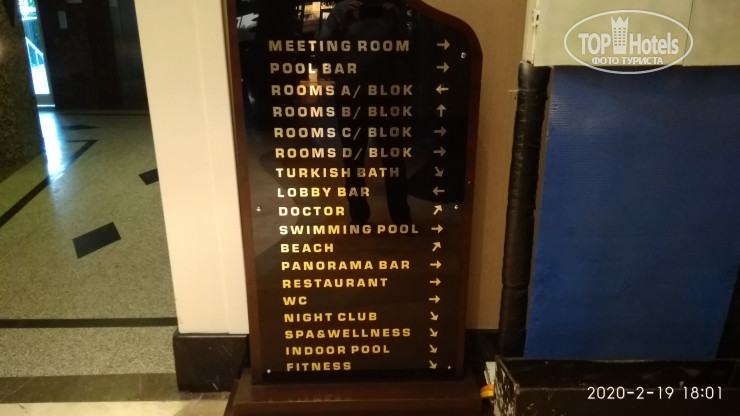 TOP Hotels
ФОТО ТУРИСТА
MEETING ROOM →
POOL BAR →
ROOMS A/ BLOK ←
ROOMS B/ BLOK ↑
ROOMS C/ BLOK →
ROOMS D/ BLOK →
TURKISH BATH ↘
LOBBY BAR ←
DOCTOR ↗
SWIMMING POOL →
BEACH ↗
PANORAMA BAR →
RESTAURANT →
WC →
NIGHT CLUB ↘
SPA&WELLNESS ↘
INDOOR POOL ↘
FITNESS ↘
2020-2-19 18:01